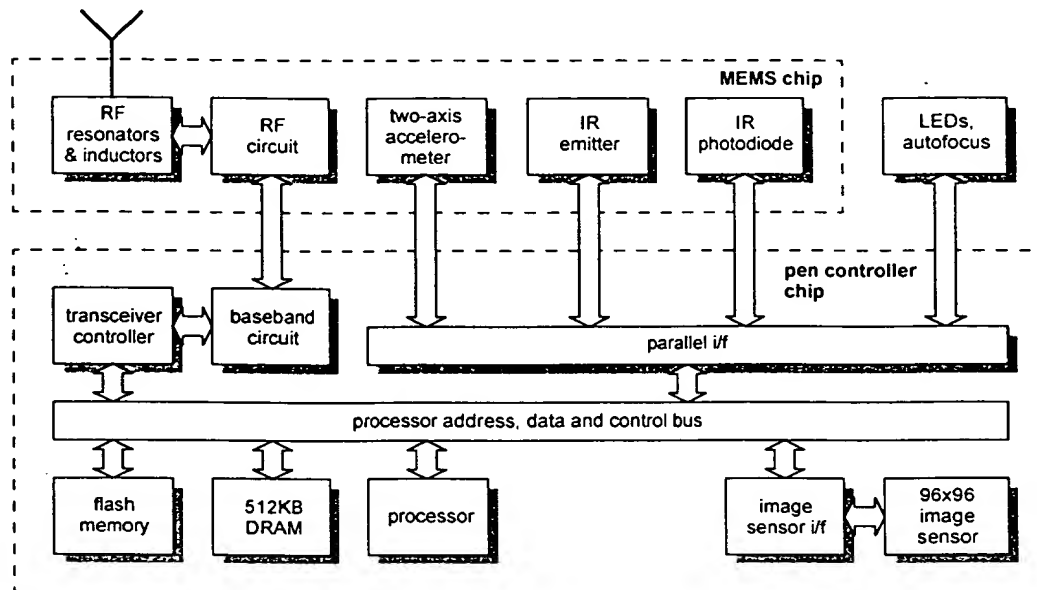 MEMS chip
RF
resonators
& inductors
RF
circuit
two-axis
accelero-
meter
IR
emitter
IR
photodiode
LEDs,
autofocus
pen controller
chip
transceiver
controller
baseband
circuit
parallel i/f
processor address, data and control bus
flash
memory
512KB
DRAM
processor
image
sensor i/f
96x96
image
sensor